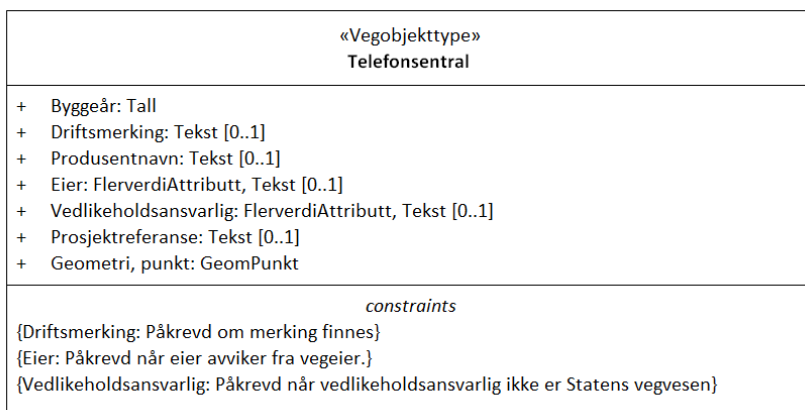 «Vegobjekttype»
Telefonsentral
+ Byggeår: Tall
+ Driftsmerking: Tekst [0..1]
+ Produsentnavn: Tekst [0..1]
+ Eier: FlerverdiAttributt, Tekst [0..1]
+ Vedlikeholdsansvarlig: FlerverdiAttributt, Tekst [0..1]
+ Prosjektreferanse: Tekst [0..1]
+ Geometri, punkt: GeomPunkt
constraints
{Driftsmerking: Påkrevd om merking finnes}
{Eier: Påkrevd når eier avviker fra vegeier.}
{Vedlikeholdsansvarlig: Påkrevd når vedlikeholdsansvarlig ikke er Statens vegvesen}